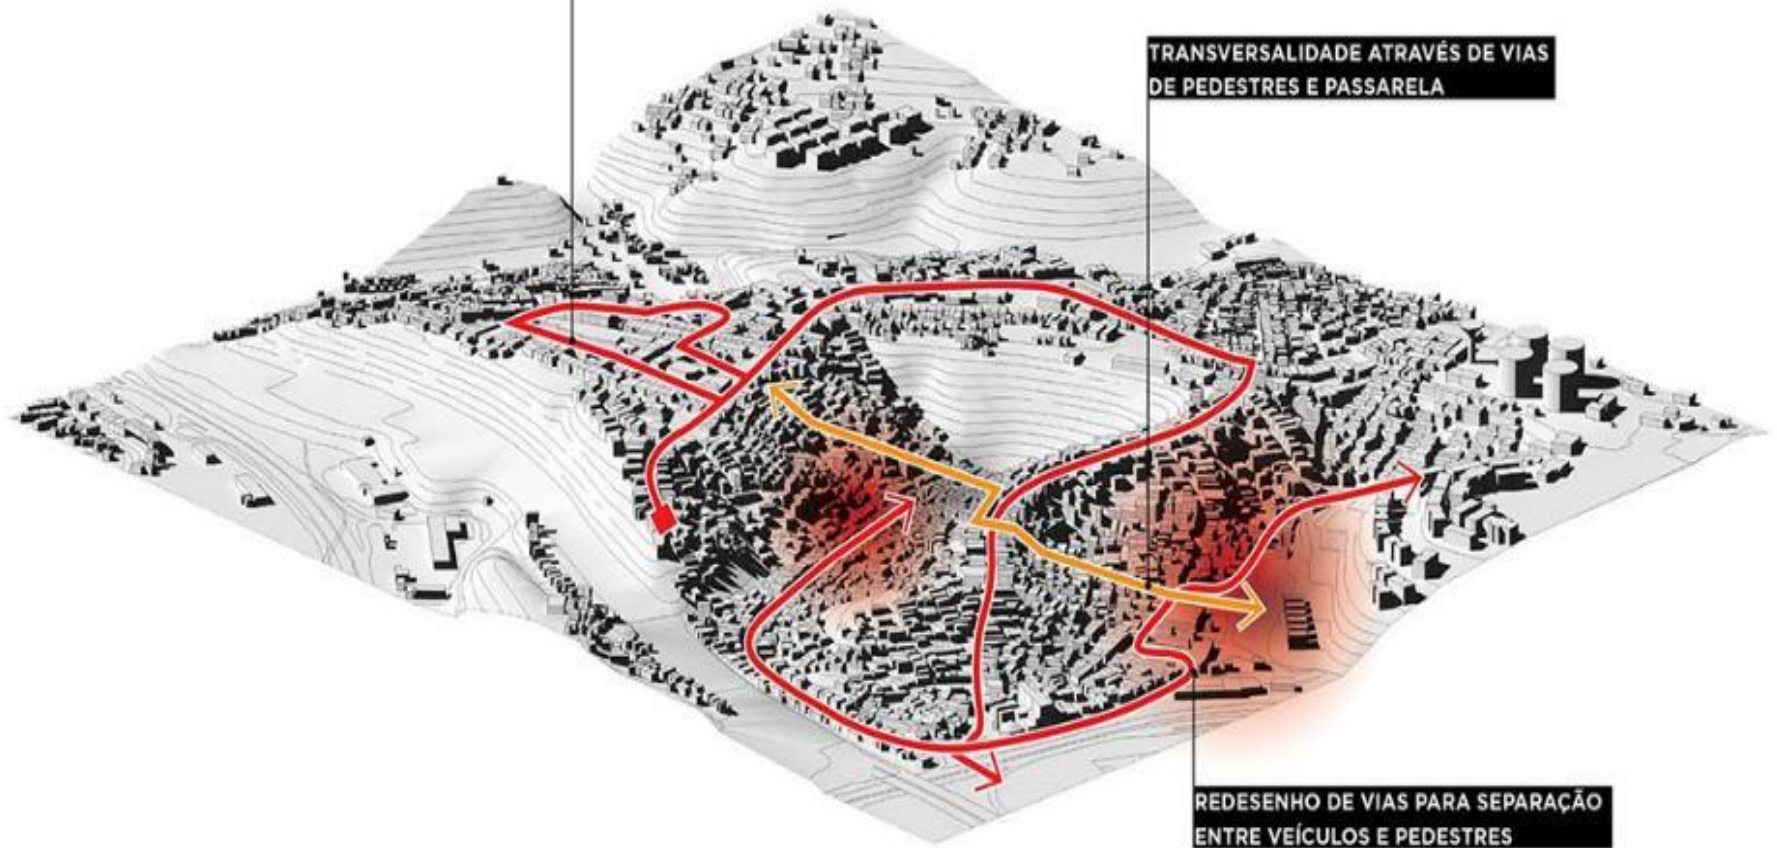 TRANSVERSALIDADE ATRAVÉS DE VIAS
DE PEDESTRES E PASSARELA
REDESENHO DE VIAS PARA SEPARAÇÃO
ENTRE VEÍCULOS E PEDESTRES